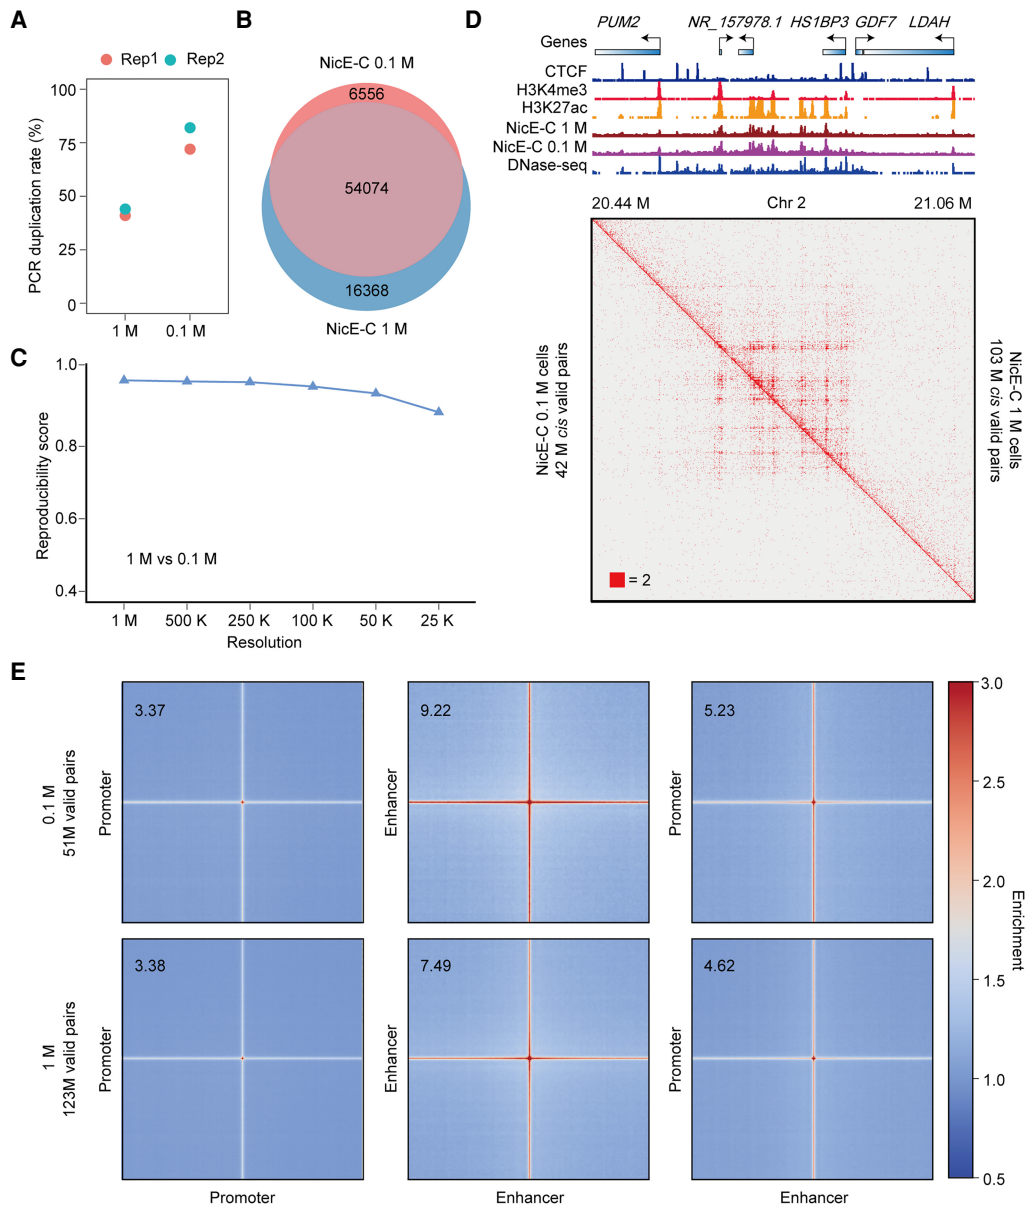 A
Rep1 Rep2
PCR duplication rate (%)
100
75
50
25
0
1 M 0.1 M
B
NicE-C 0.1 M
6556
54074
16368
NicE-C 1 M
C
Reproducibility score
1.0
0.8
0.6
0.4
1 M vs 0.1 M
1 M 500 K 250 K 100 K 50 K 25 K
Resolution
D
PUM2 NR_157978.1 HS1BP3 GDF7 LDAH
Genes
CTCF
H3K4me3
H3K27ac
NicE-C 1 M
NicE-C 0.1 M
DNase-seq
20.44 M Chr 2 21.06 M
NicE-C 0.1 M cells
42 M cis valid pairs
NicE-C 1 M cells
103 M cis valid pairs
= 2
E
0.1 M
51M valid pairs
Promoter
3.37
Enhancer
9.22
Promoter
5.23
1 M
123M valid pairs
Promoter
3.38
Enhancer
7.49
Promoter
4.62
Promoter Enhancer Enhancer
3.0
2.5
2.0
1.5
1.0
0.5
Enrichment